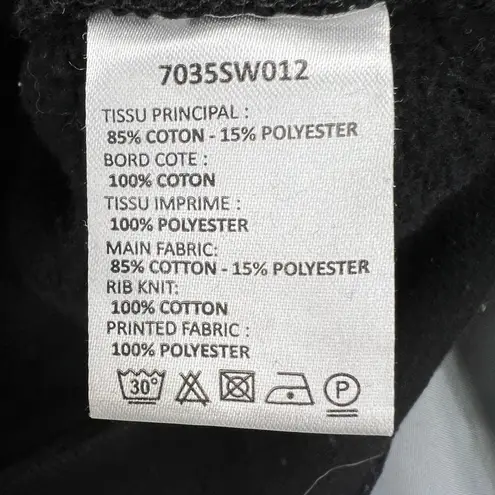 7035SW012
TISSU PRINCIPAL :
85% COTON - 15% POLYESTER
BORD COTE :
100% COTON
TISSU IMPRIME :
100% POLYESTER
MAIN FABRIC:
85% COTTON - 15% POLYESTER
RIB KNIT:
100% COTTON
PRINTED FABRIC :
100% POLYESTER
30° P